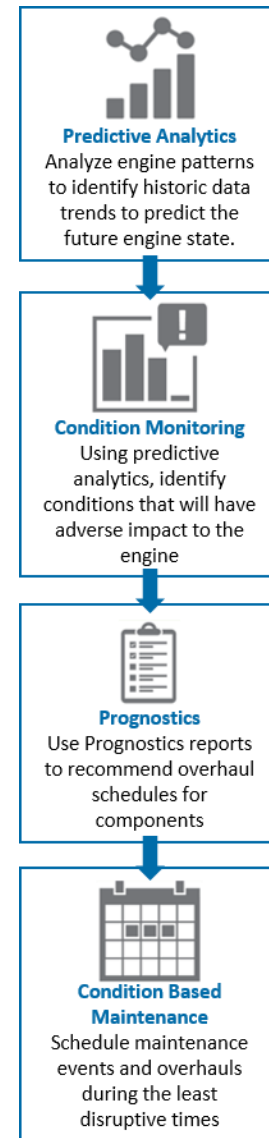 Predictive Analytics
Analyze engine patterns
to identify historic data
trends to predict the
future engine state.
!
Condition Monitoring
Using predictive
analytics, identify
conditions that will have
adverse impact to the
engine
Prognostics
Use Prognostics reports
to recommend overhaul
schedules for
components
Condition Based
Maintenance
Schedule maintenance
events and overhauls
during the least
disruptive times